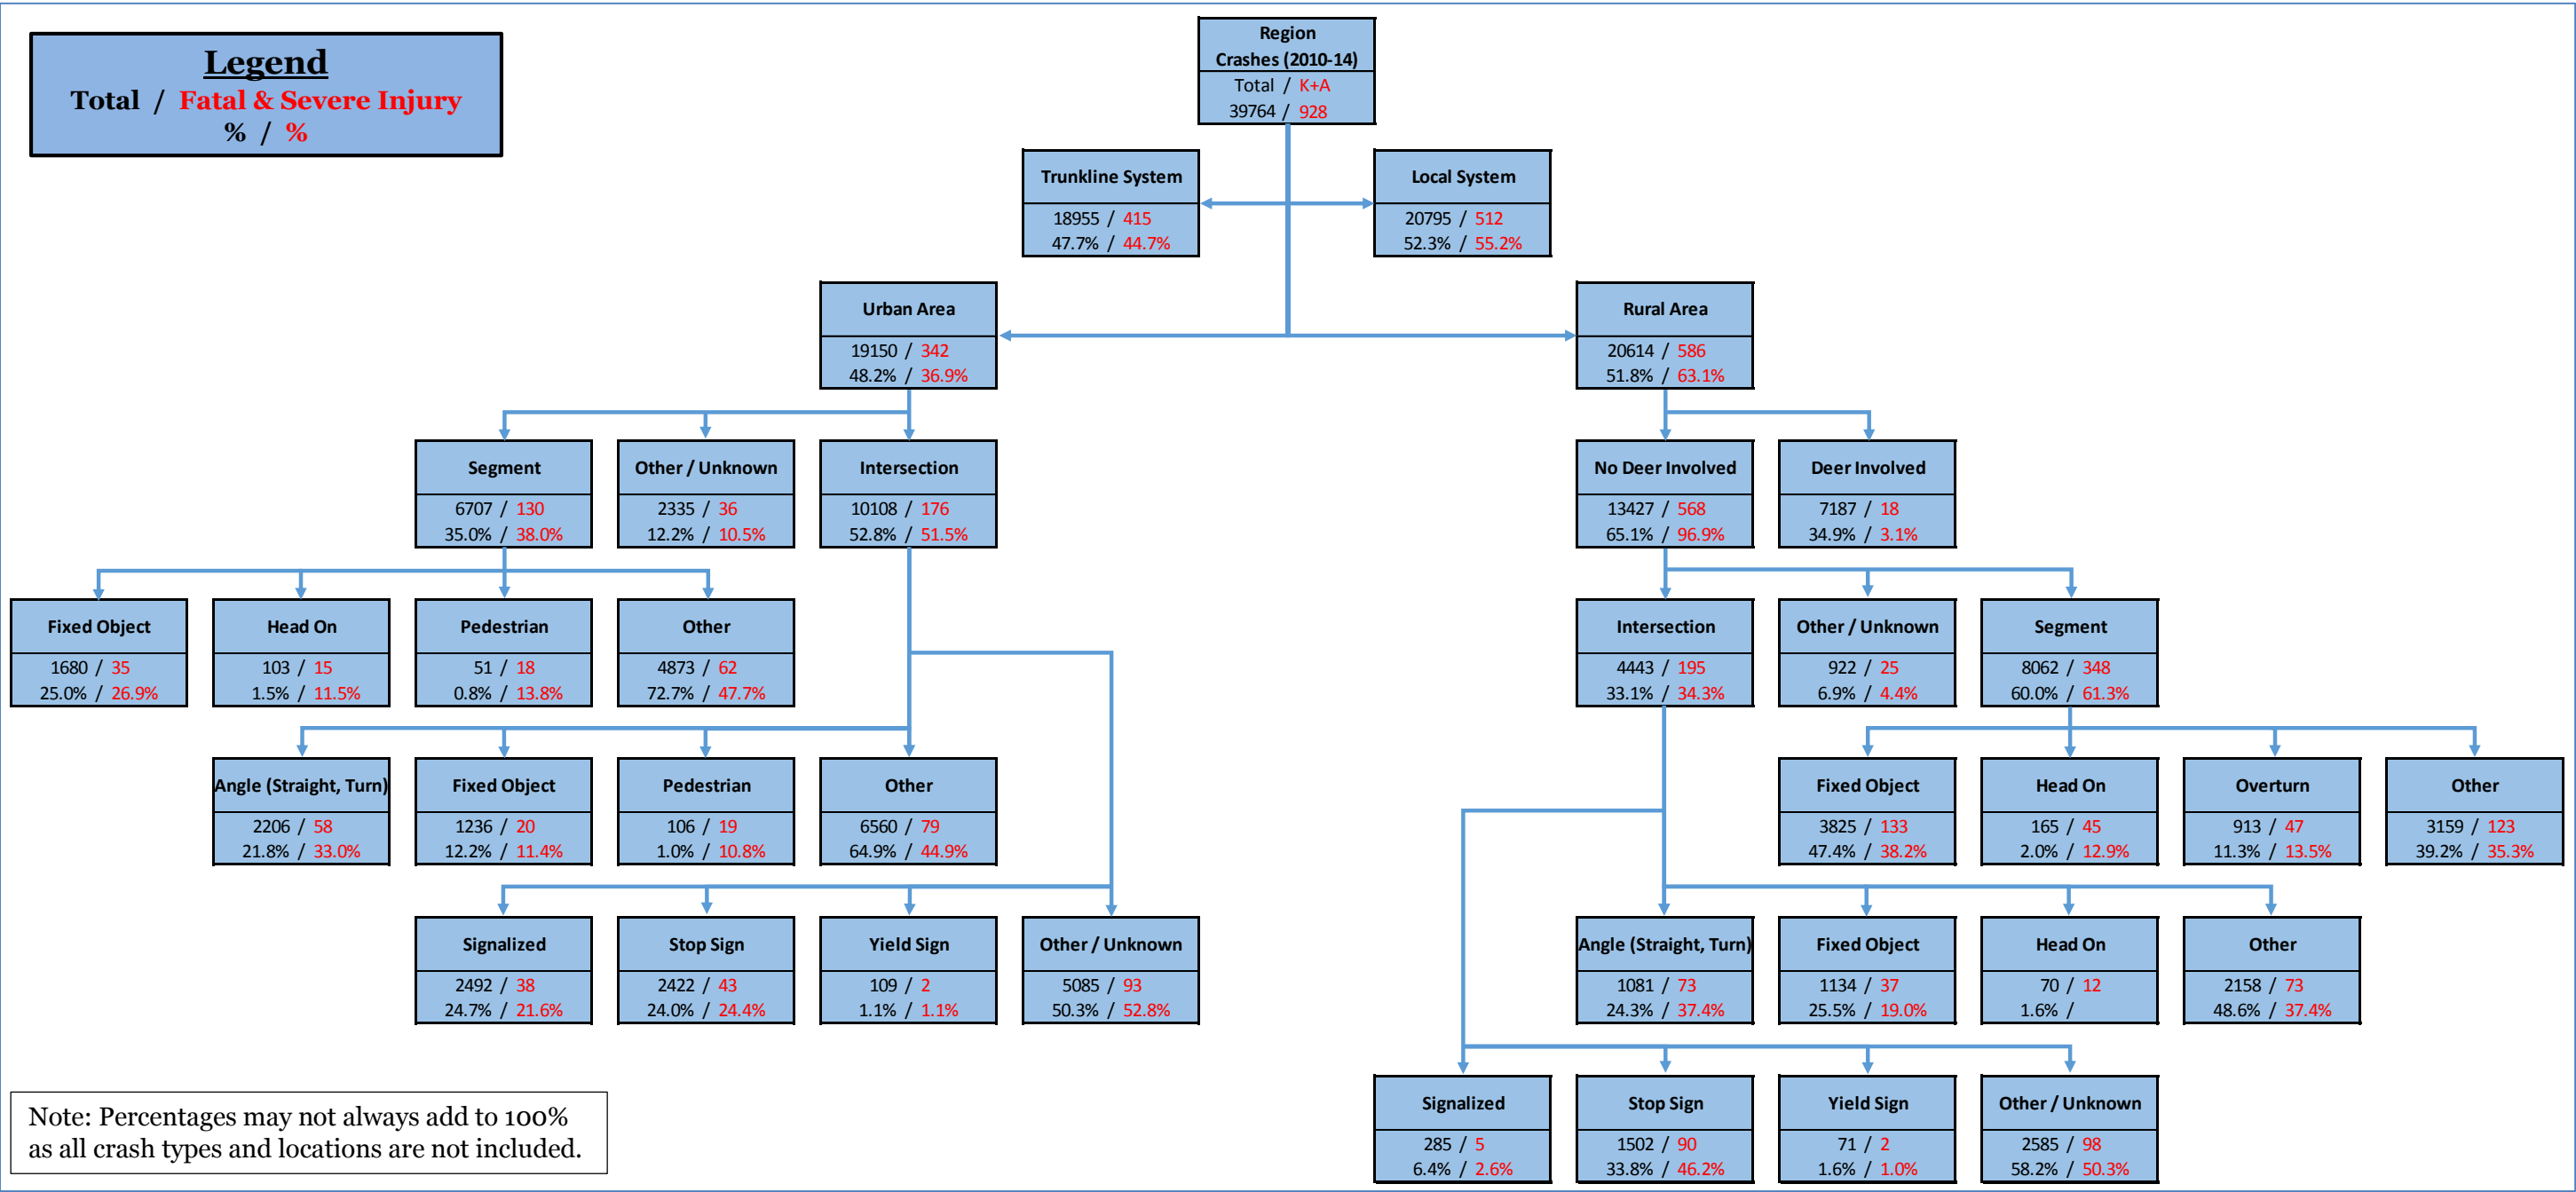 Legend
Total / Fatal & Severe Injury
% / %
Region
Crashes (2010-14)
Total / K+A
39764 / 928
Trunkline System
18955 / 415
47.7% / 44.7%
Local System
20795 / 512
52.3% / 55.2%
Urban Area
19150 / 342
48.2% / 36.9%
Rural Area
20614 / 586
51.8% / 63.1%
Segment
6707 / 130
35.0% / 38.0%
Other / Unknown
2335 / 36
12.2% / 10.5%
Intersection
10108 / 176
52.8% / 51.5%
No Deer Involved
13427 / 568
65.1% / 96.9%
Deer Involved
7187 / 18
34.9% / 3.1%
Fixed Object
1680 / 35
25.0% / 26.9%
Head On
103 / 15
1.5% / 11.5%
Pedestrian
51 / 18
0.8% / 13.8%
Other
4873 / 62
72.7% / 47.7%
Intersection
4443 / 195
33.1% / 34.3%
Other / Unknown
922 / 25
6.9% / 4.4%
Segment
8062 / 348
60.0% / 61.3%
Angle (Straight, Turn)
2206 / 58
21.8% / 33.0%
Fixed Object
1236 / 20
12.2% / 11.4%
Pedestrian
106 / 19
1.0% / 10.8%
Other
6560 / 79
64.9% / 44.9%
Fixed Object
3825 / 133
47.4% / 38.2%
Head On
165 / 45
2.0% / 12.9%
Overturn
913 / 47
11.3% / 13.5%
Other
3159 / 123
39.2% / 35.3%
Signalized
2492 / 38
24.7% / 21.6%
Stop Sign
2422 / 43
24.0% / 24.4%
Yield Sign
109 / 2
1.1% / 1.1%
Other / Unknown
5085 / 93
50.3% / 52.8%
Angle (Straight, Turn)
1081 / 73
24.3% / 37.4%
Fixed Object
1134 / 37
25.5% / 19.0%
Head On
70 / 12
1.6% /
Other
2158 / 73
48.6% / 37.4%
Signalized
285 / 5
6.4% / 2.6%
Stop Sign
1502 / 90
33.8% / 46.2%
Yield Sign
71 / 2
1.6% / 1.0%
Other / Unknown
2585 / 98
58.2% / 50.3%
Note: Percentages may not always add to 100%
as all crash types and locations are not included.